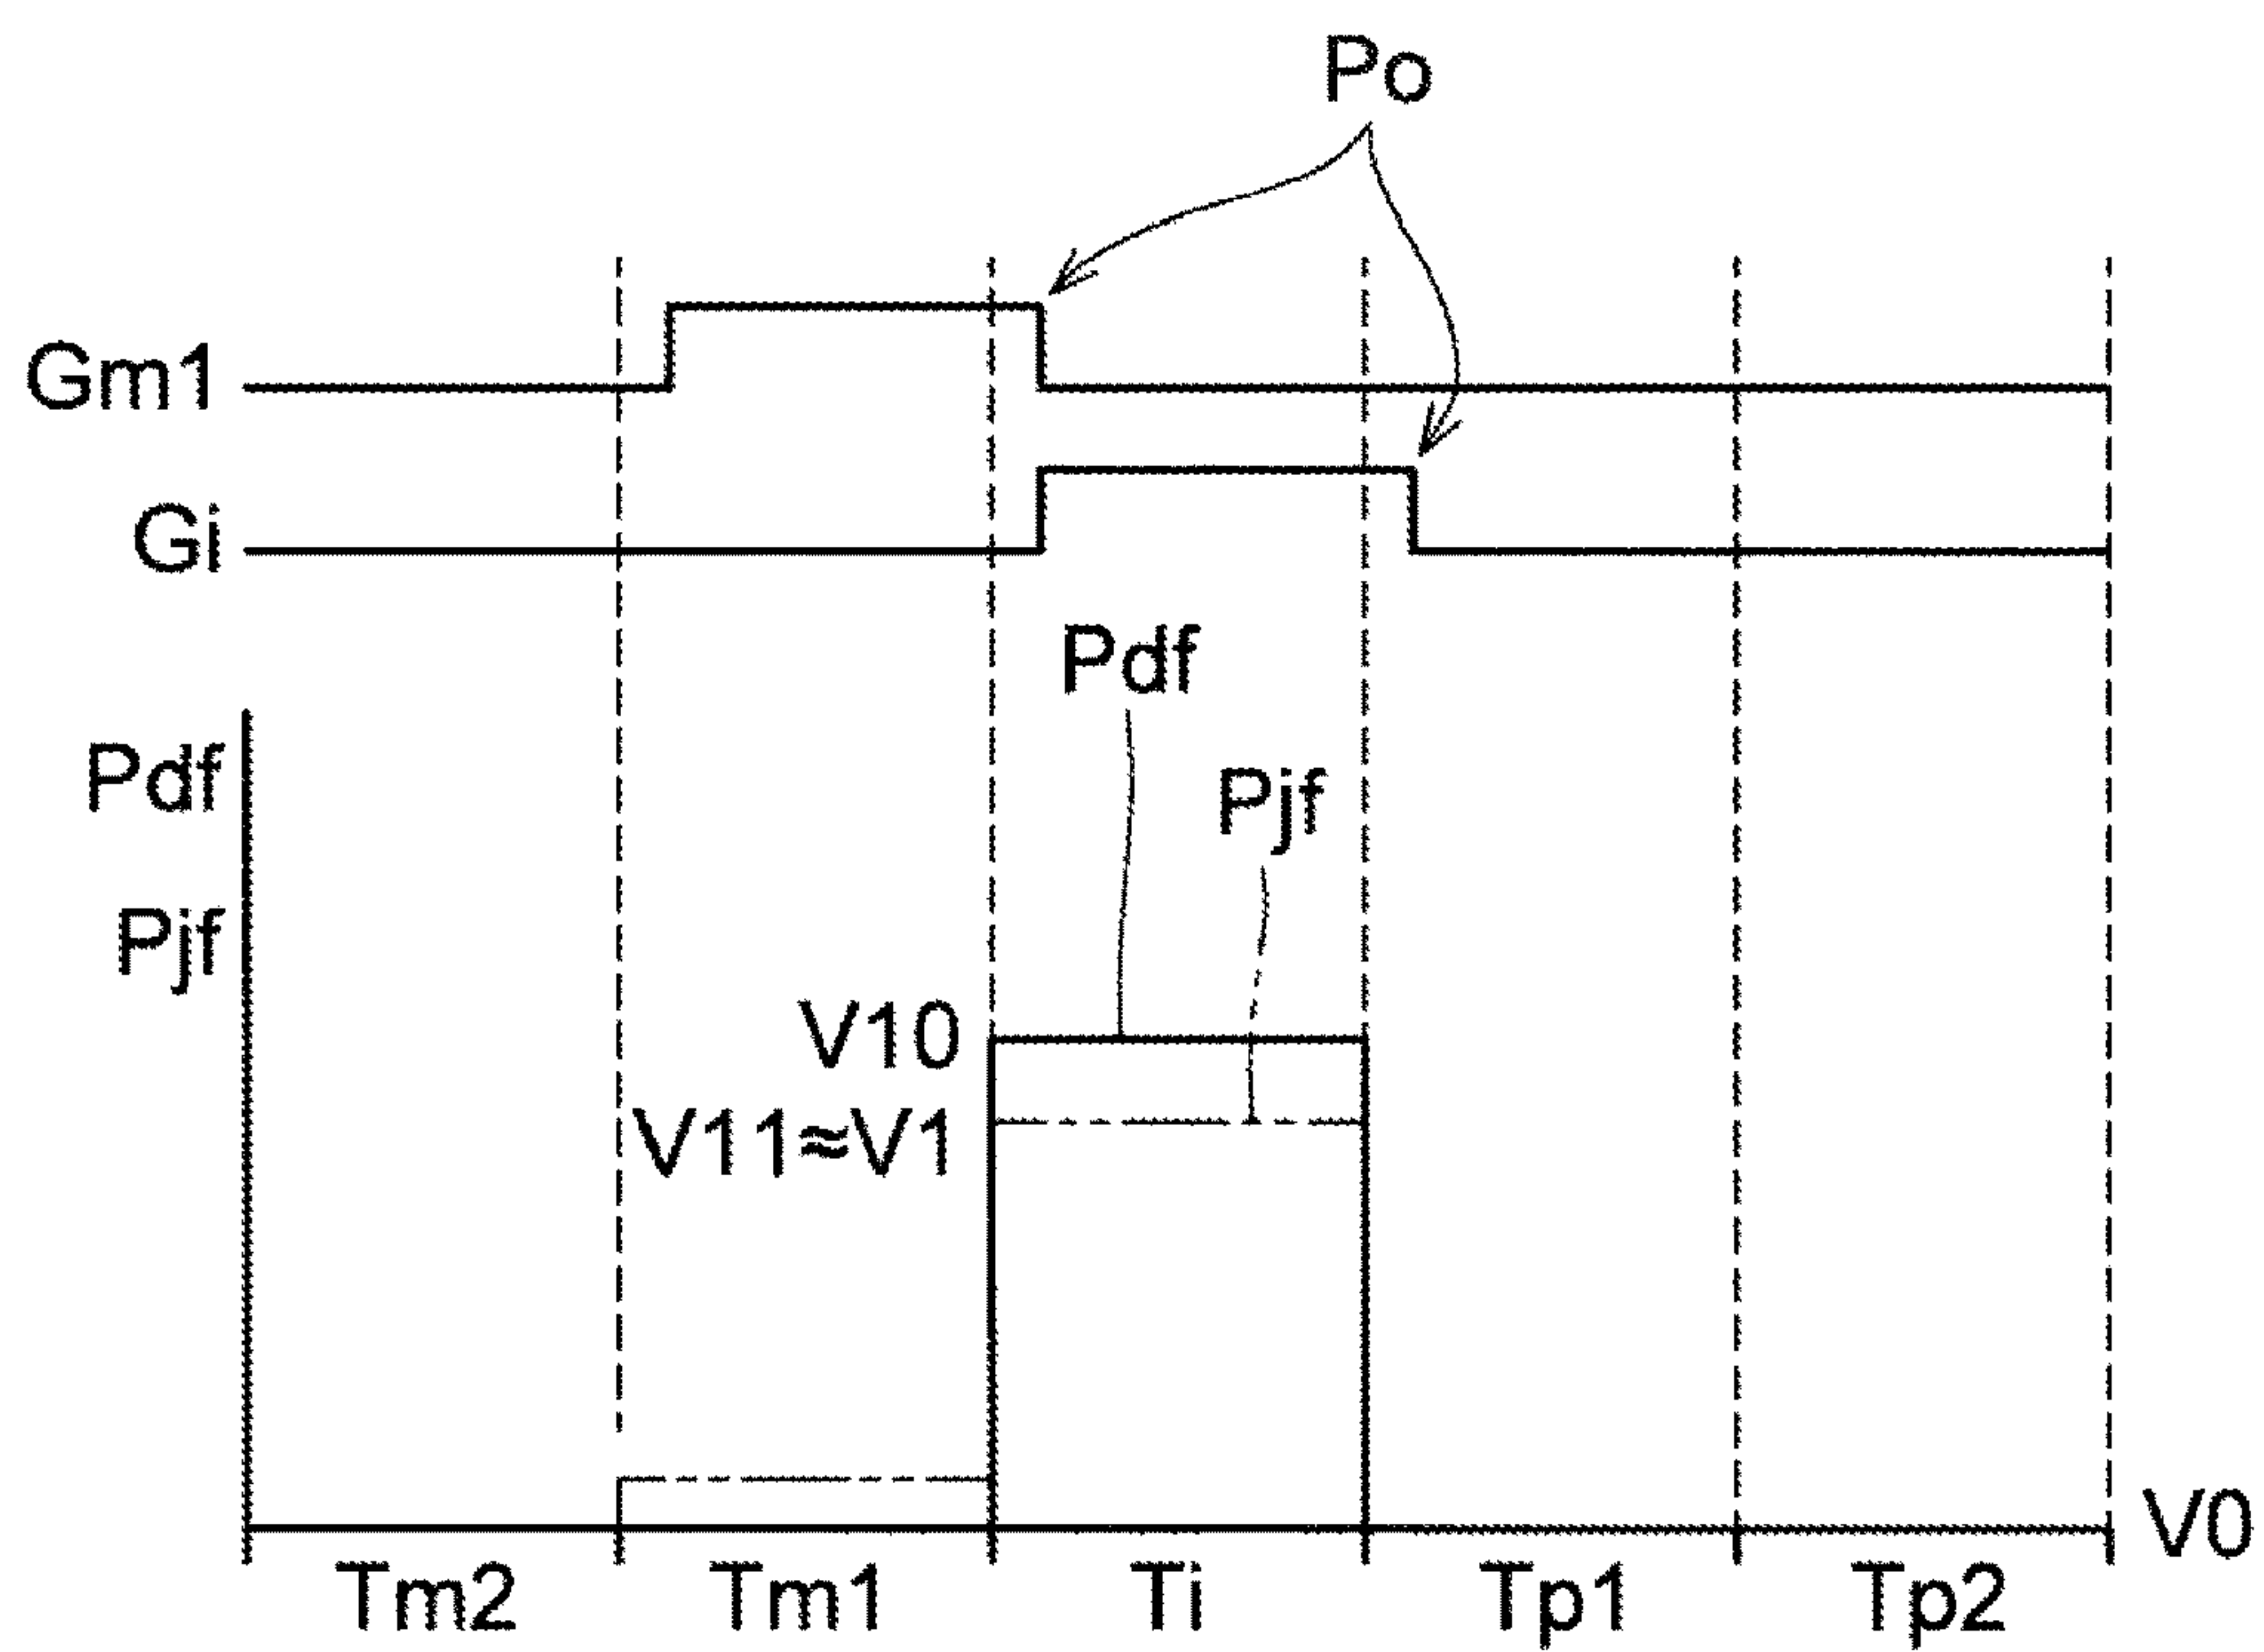 Po
Gm1
Gi
Pdf
Pdf
Pjf
Pjf
V10
V11≈V1
V0
Tm2 Tm1 Ti Tp1 Tp2